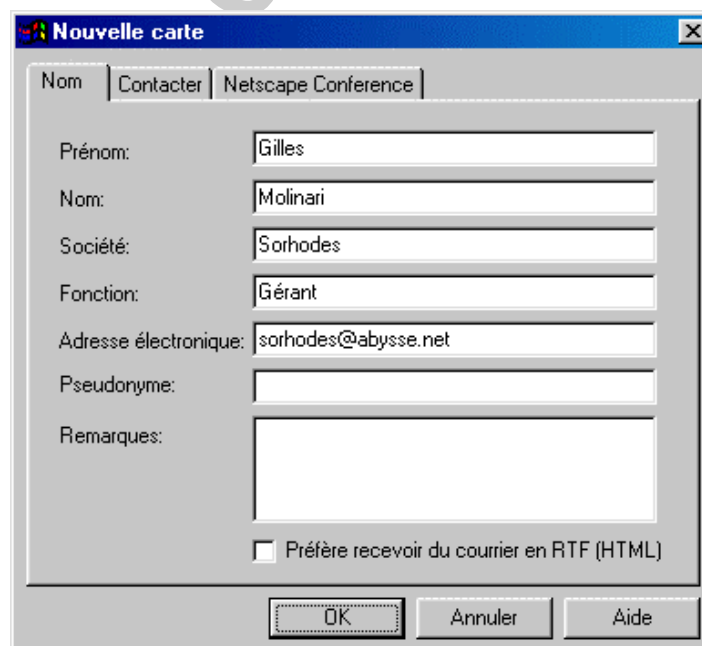 Nouvelle carte
Nom Contacter Netscape Conference
Prénom: Gilles
Nom: Molinari
Société: Sorhodes
Fonction: Gérant
Adresse électronique: sorhodes@abysse.net
Pseudonyme:
Remarques:
Préfère recevoir du courrier en RTF (HTML)
OK Annuler Aide